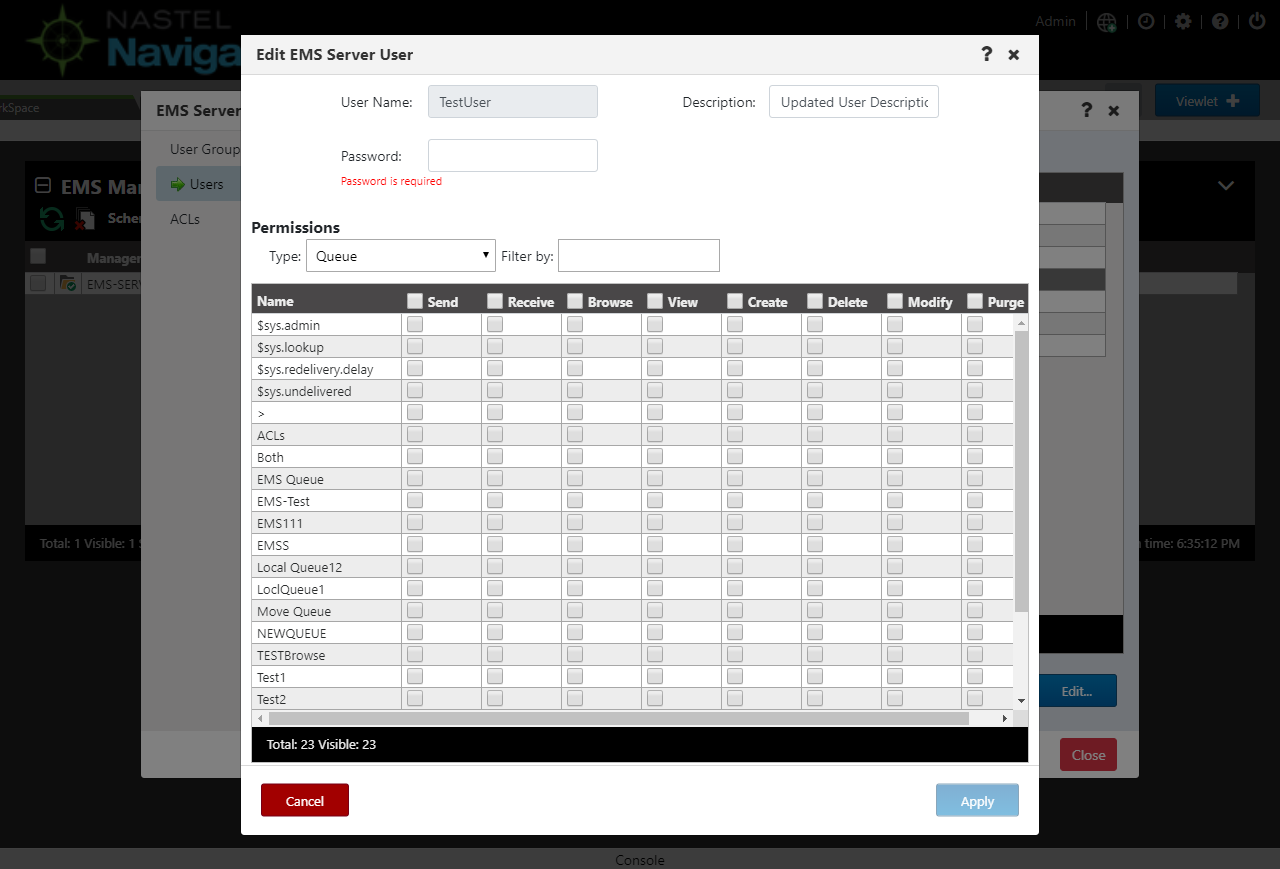 NASTEL
Naviga
Admin
rkSpace
Viewlet
EMS Server
?
User Group
Users
ACLs
EMS Ma
Sche
Manager
EMS-SERV
Total: 1 Visible: 1 S
time: 6:35:12 PM
Edit...
Close
Edit EMS Server User
?
User Name: TestUser
Description: Updated User Descriptic
Password:
Password is required
Permissions
Type: Queue
Filter by:
Name Send Receive Browse View Create Delete Modify Purge
$sys.admin
$sys.lookup
$sys.redelivery.delay
$sys.undelivered
>
ACLs
Both
EMS Queue
EMS-Test
EMS111
EMSS
Local Queue12
LoclQueue1
Move Queue
NEWQUEUE
TESTBrowse
Test1
Test2
Total: 23 Visible: 23
Cancel
Apply
Console